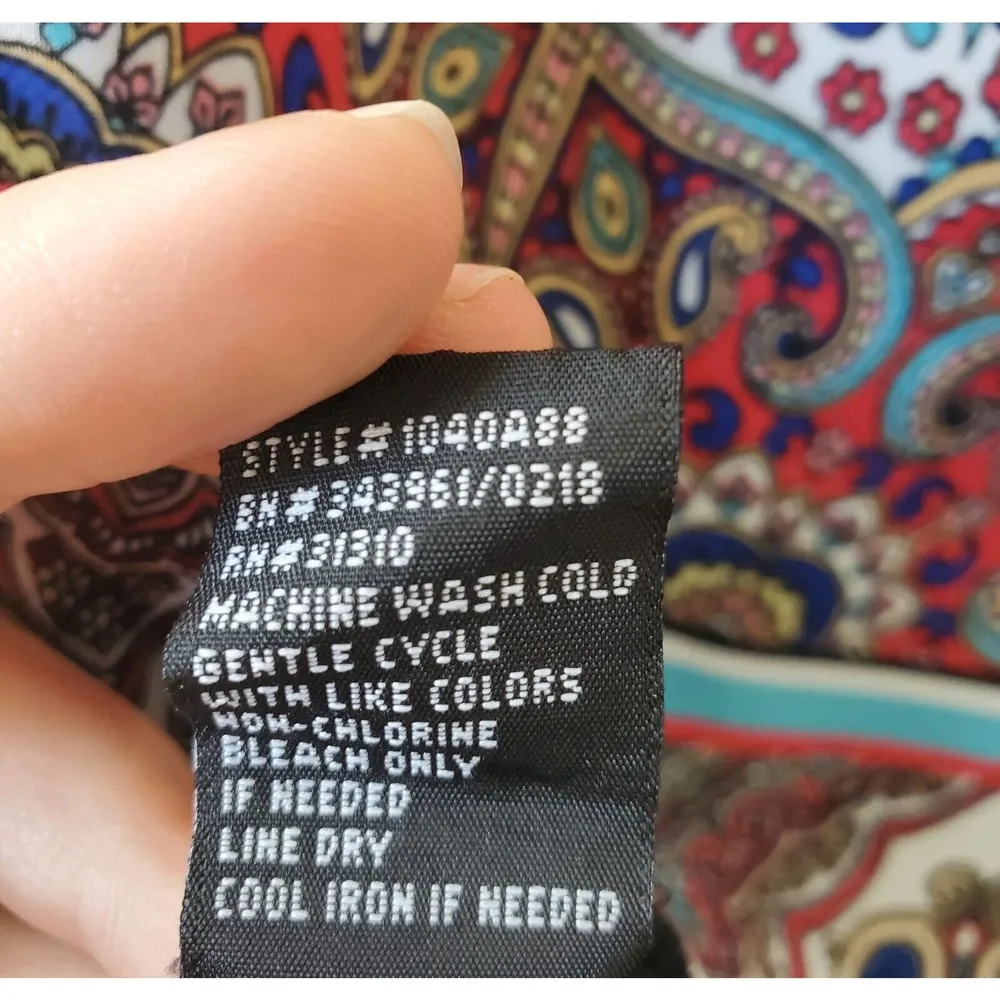 STYLE# 1040A88
BN# 343961/0218
RN#31310
MACHINE WASH COLD
GENTLE CYCLE
WITH LIKE COLORS
NON-CHLORINE
BLEACH ONLY
IF NEEDED
LINE DRY
COOL IRON IF NEEDED